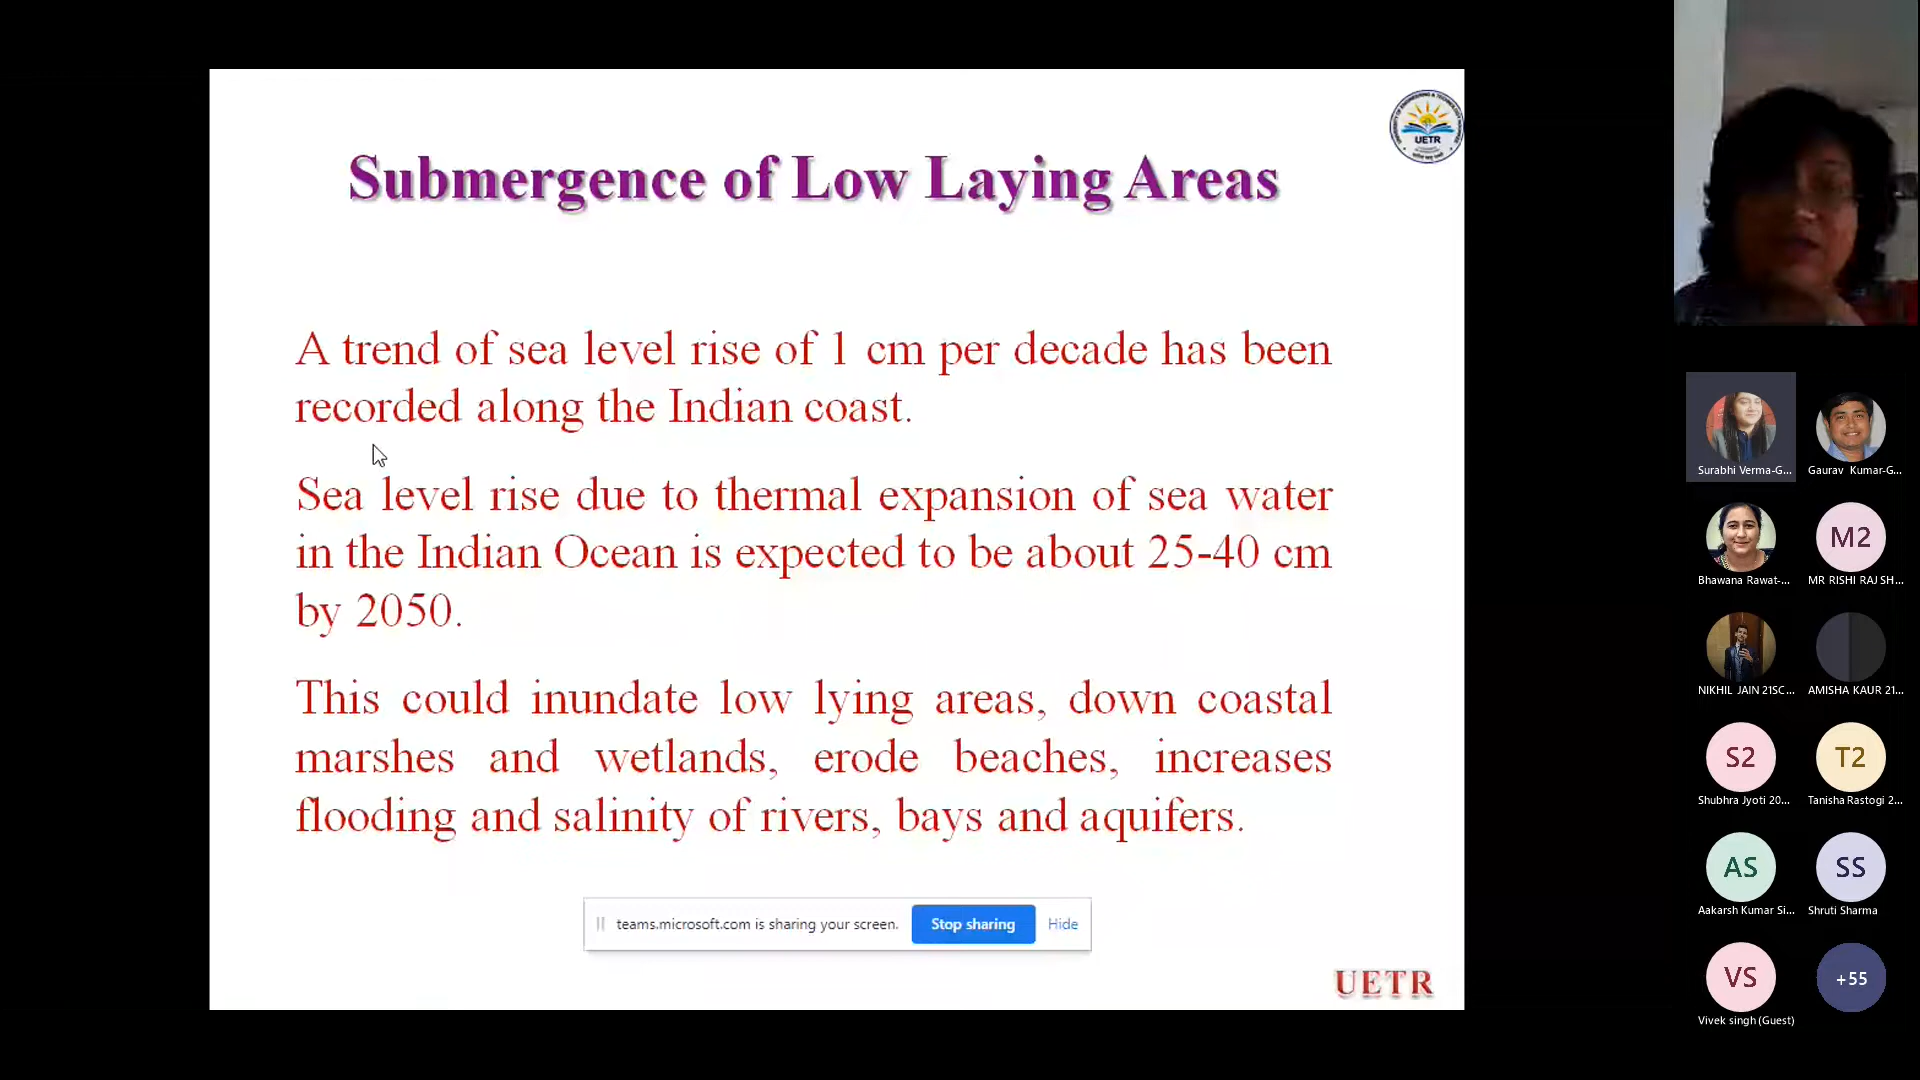 UETR
Submergence of Low Laying Areas
A trend of sea level rise of 1 cm per decade has been
recorded along the Indian coast.
Sea level rise due to thermal expansion of sea water
in the Indian Ocean is expected to be about 25-40 cm
by 2050.
This could inundate low lying areas, down coastal
marshes and wetlands, erode beaches, increases
flooding and salinity of rivers, bays and aquifers.
teams.microsoft.com is sharing your screen. Stop sharing Hide
UETR
Surabhi Verma-G... Gaurav Kumar-G...
M2
Bhawana Rawat-... MR RISHI RAJ SH...
NIKHIL JAIN 21SC... AMISHA KAUR 21...
S2 T2
Shubhra Jyoti 20... Tanisha Rastogi 2...
AS SS
Aakarsh Kumar Si... Shruti Sharma
VS +55
Vivek singh (Guest)